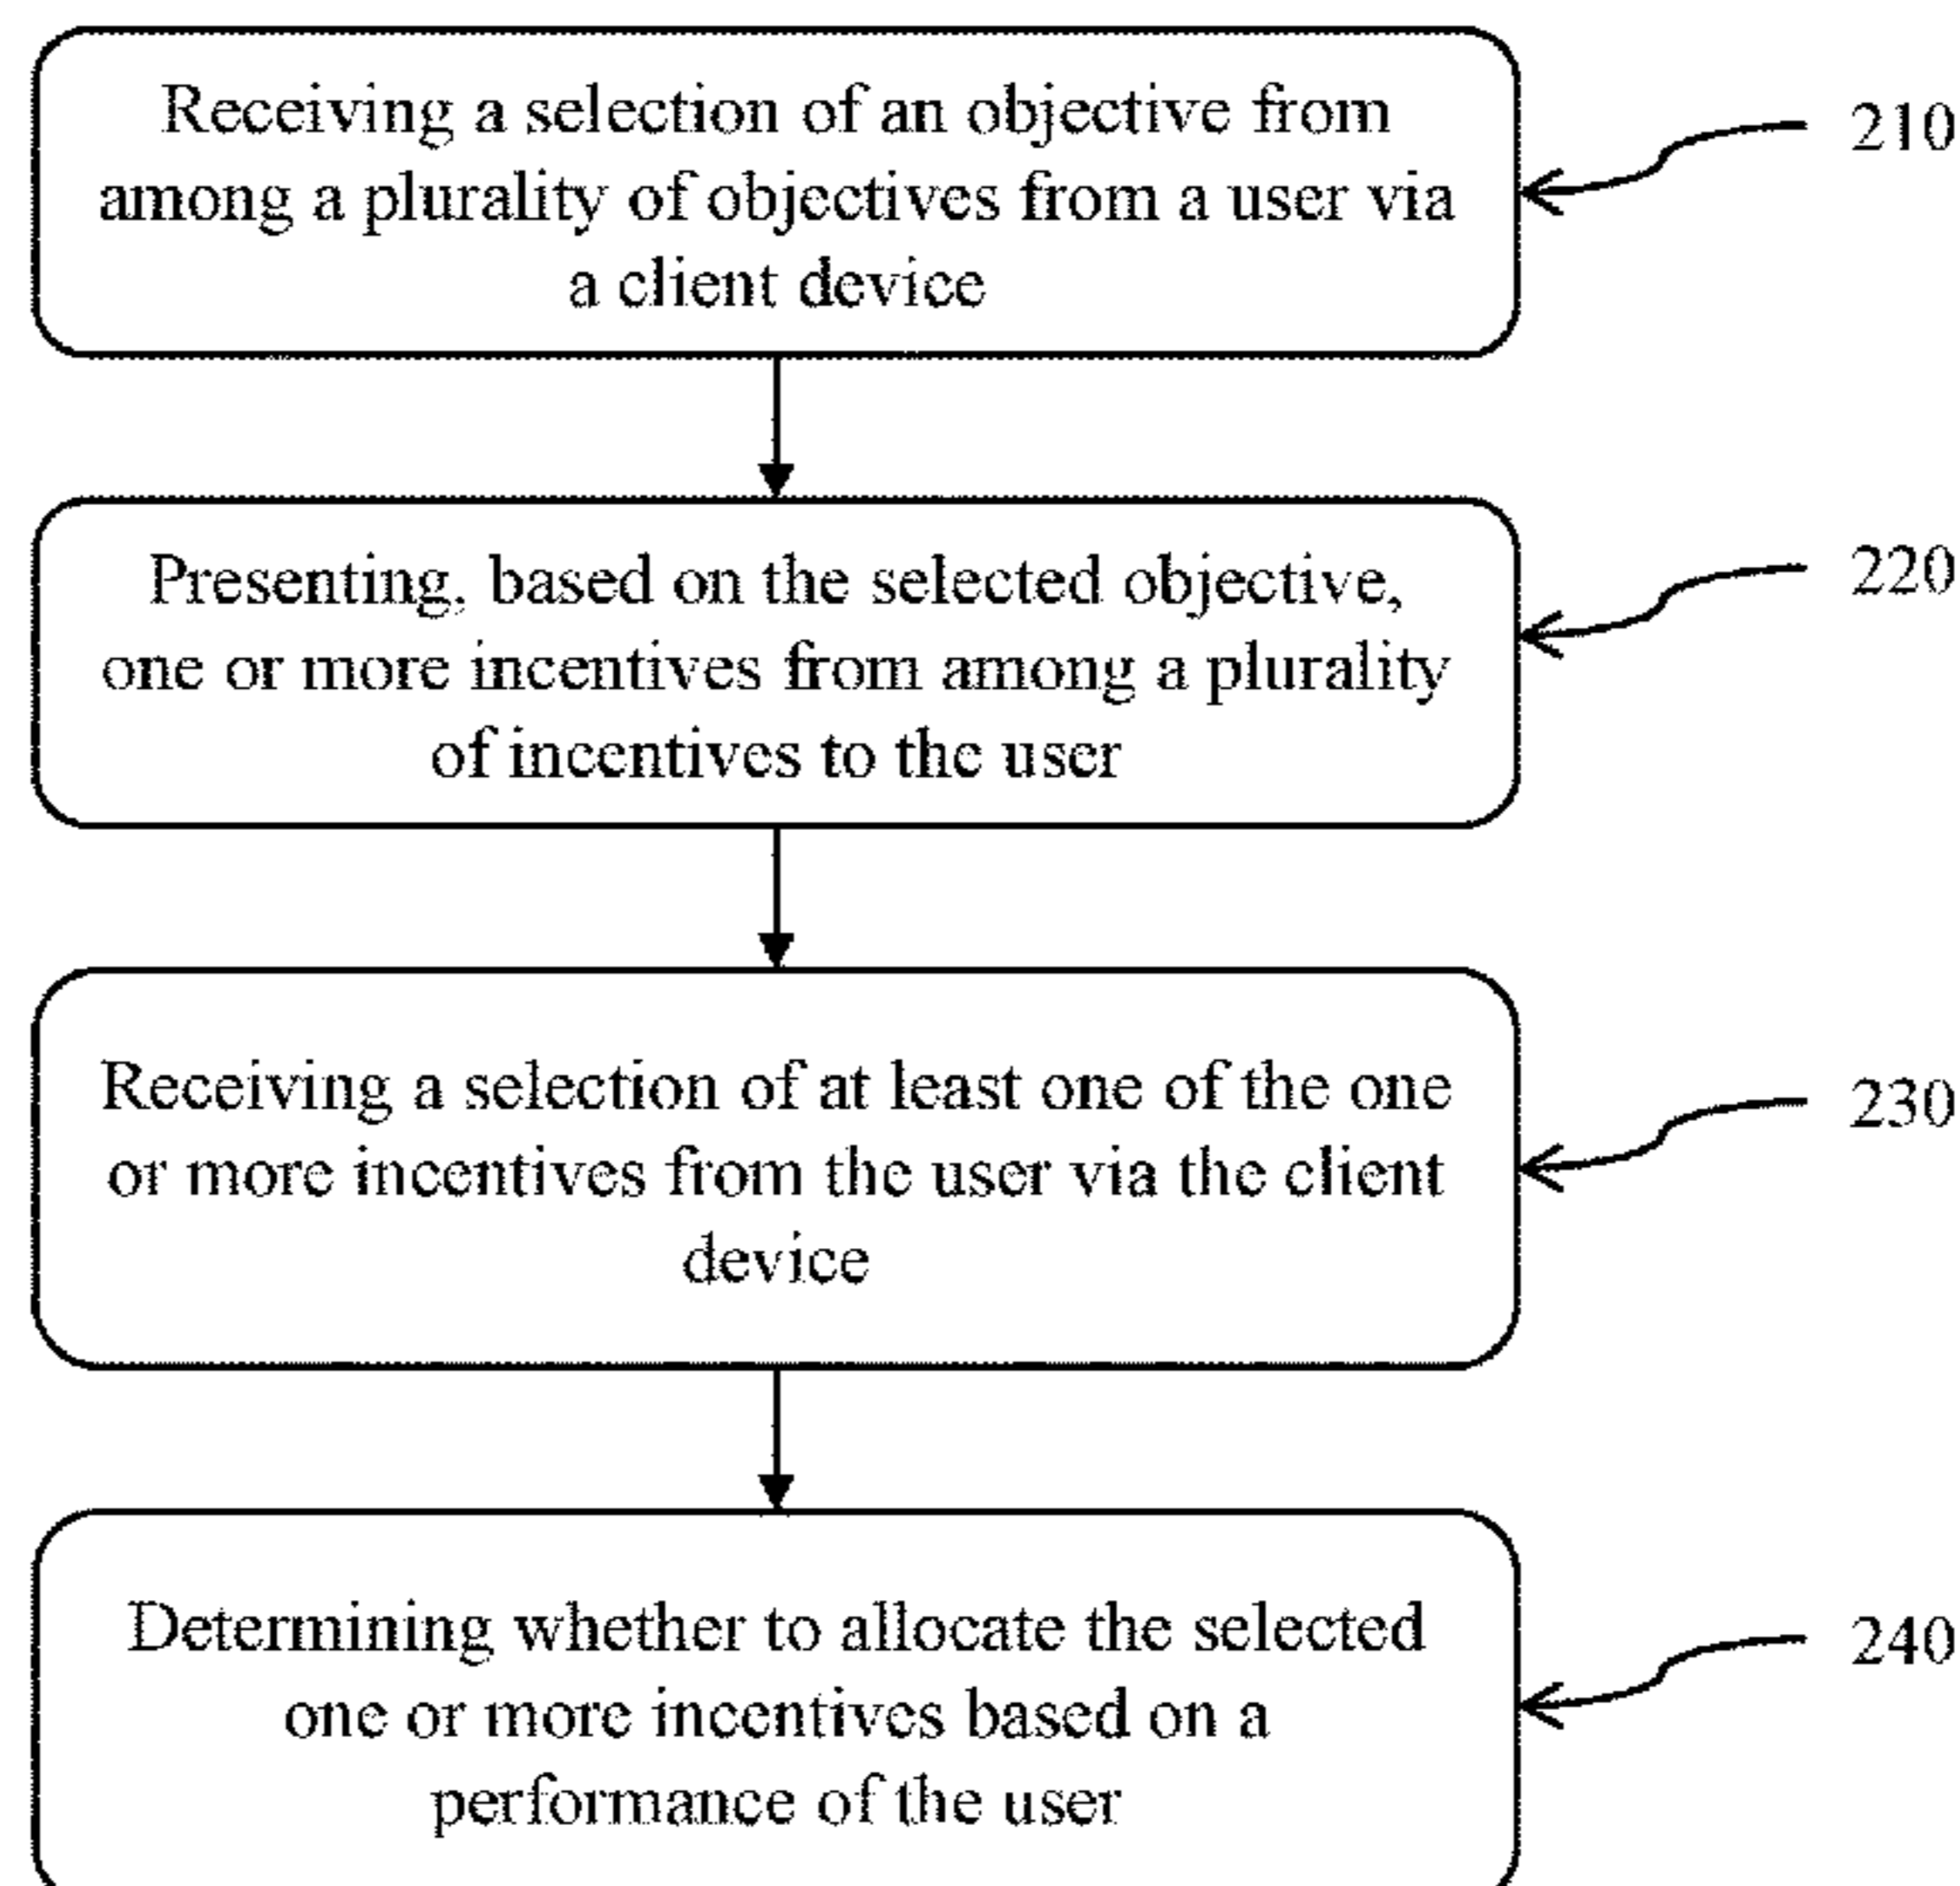 Receiving a selection of an objective from
among a plurality of objectives from a user via
a client device
210
Presenting, based on the selected objective,
one or more incentives from among a plurality
of incentives to the user
220
Receiving a selection of at least one of the one
or more incentives from the user via the client
device
230
Determining whether to allocate the selected
one or more incentives based on a
performance of the user
240